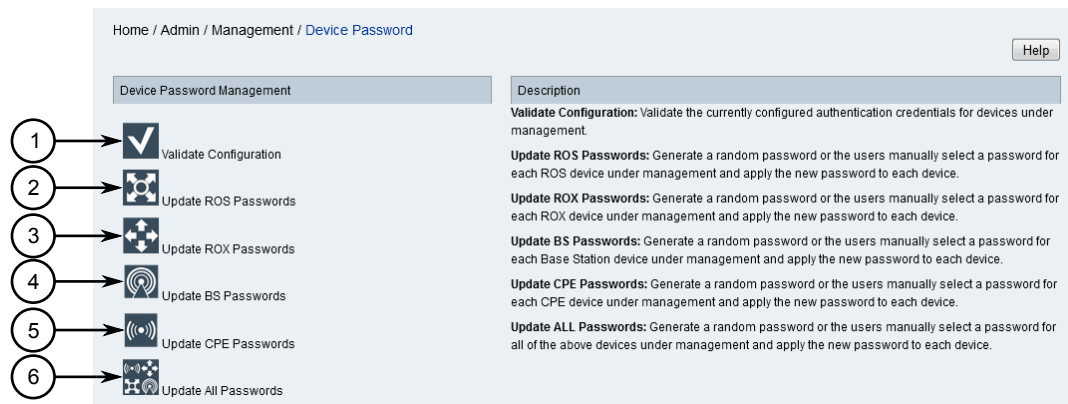 Home / Admin / Management / Device Password
Help
Device Password Management
1
Validate Configuration
2
Update ROS Passwords
3
Update ROX Passwords
4
Update BS Passwords
5
Update CPE Passwords
6
Update All Passwords
Description
Validate Configuration: Validate the currently configured authentication credentials for devices under
management.
Update ROS Passwords: Generate a random password or the users manually select a password for
each ROS device under management and apply the new password to each device.
Update ROX Passwords: Generate a random password or the users manually select a password for
each ROX device under management and apply the new password to each device.
Update BS Passwords: Generate a random password or the users manually select a password for
each Base Station device under management and apply the new password to each device.
Update CPE Passwords: Generate a random password or the users manually select a password for
each CPE device under management and apply the new password to each device.
Update ALL Passwords: Generate a random password or the users manually select a password for
all of the above devices under management and apply the new password to each device.